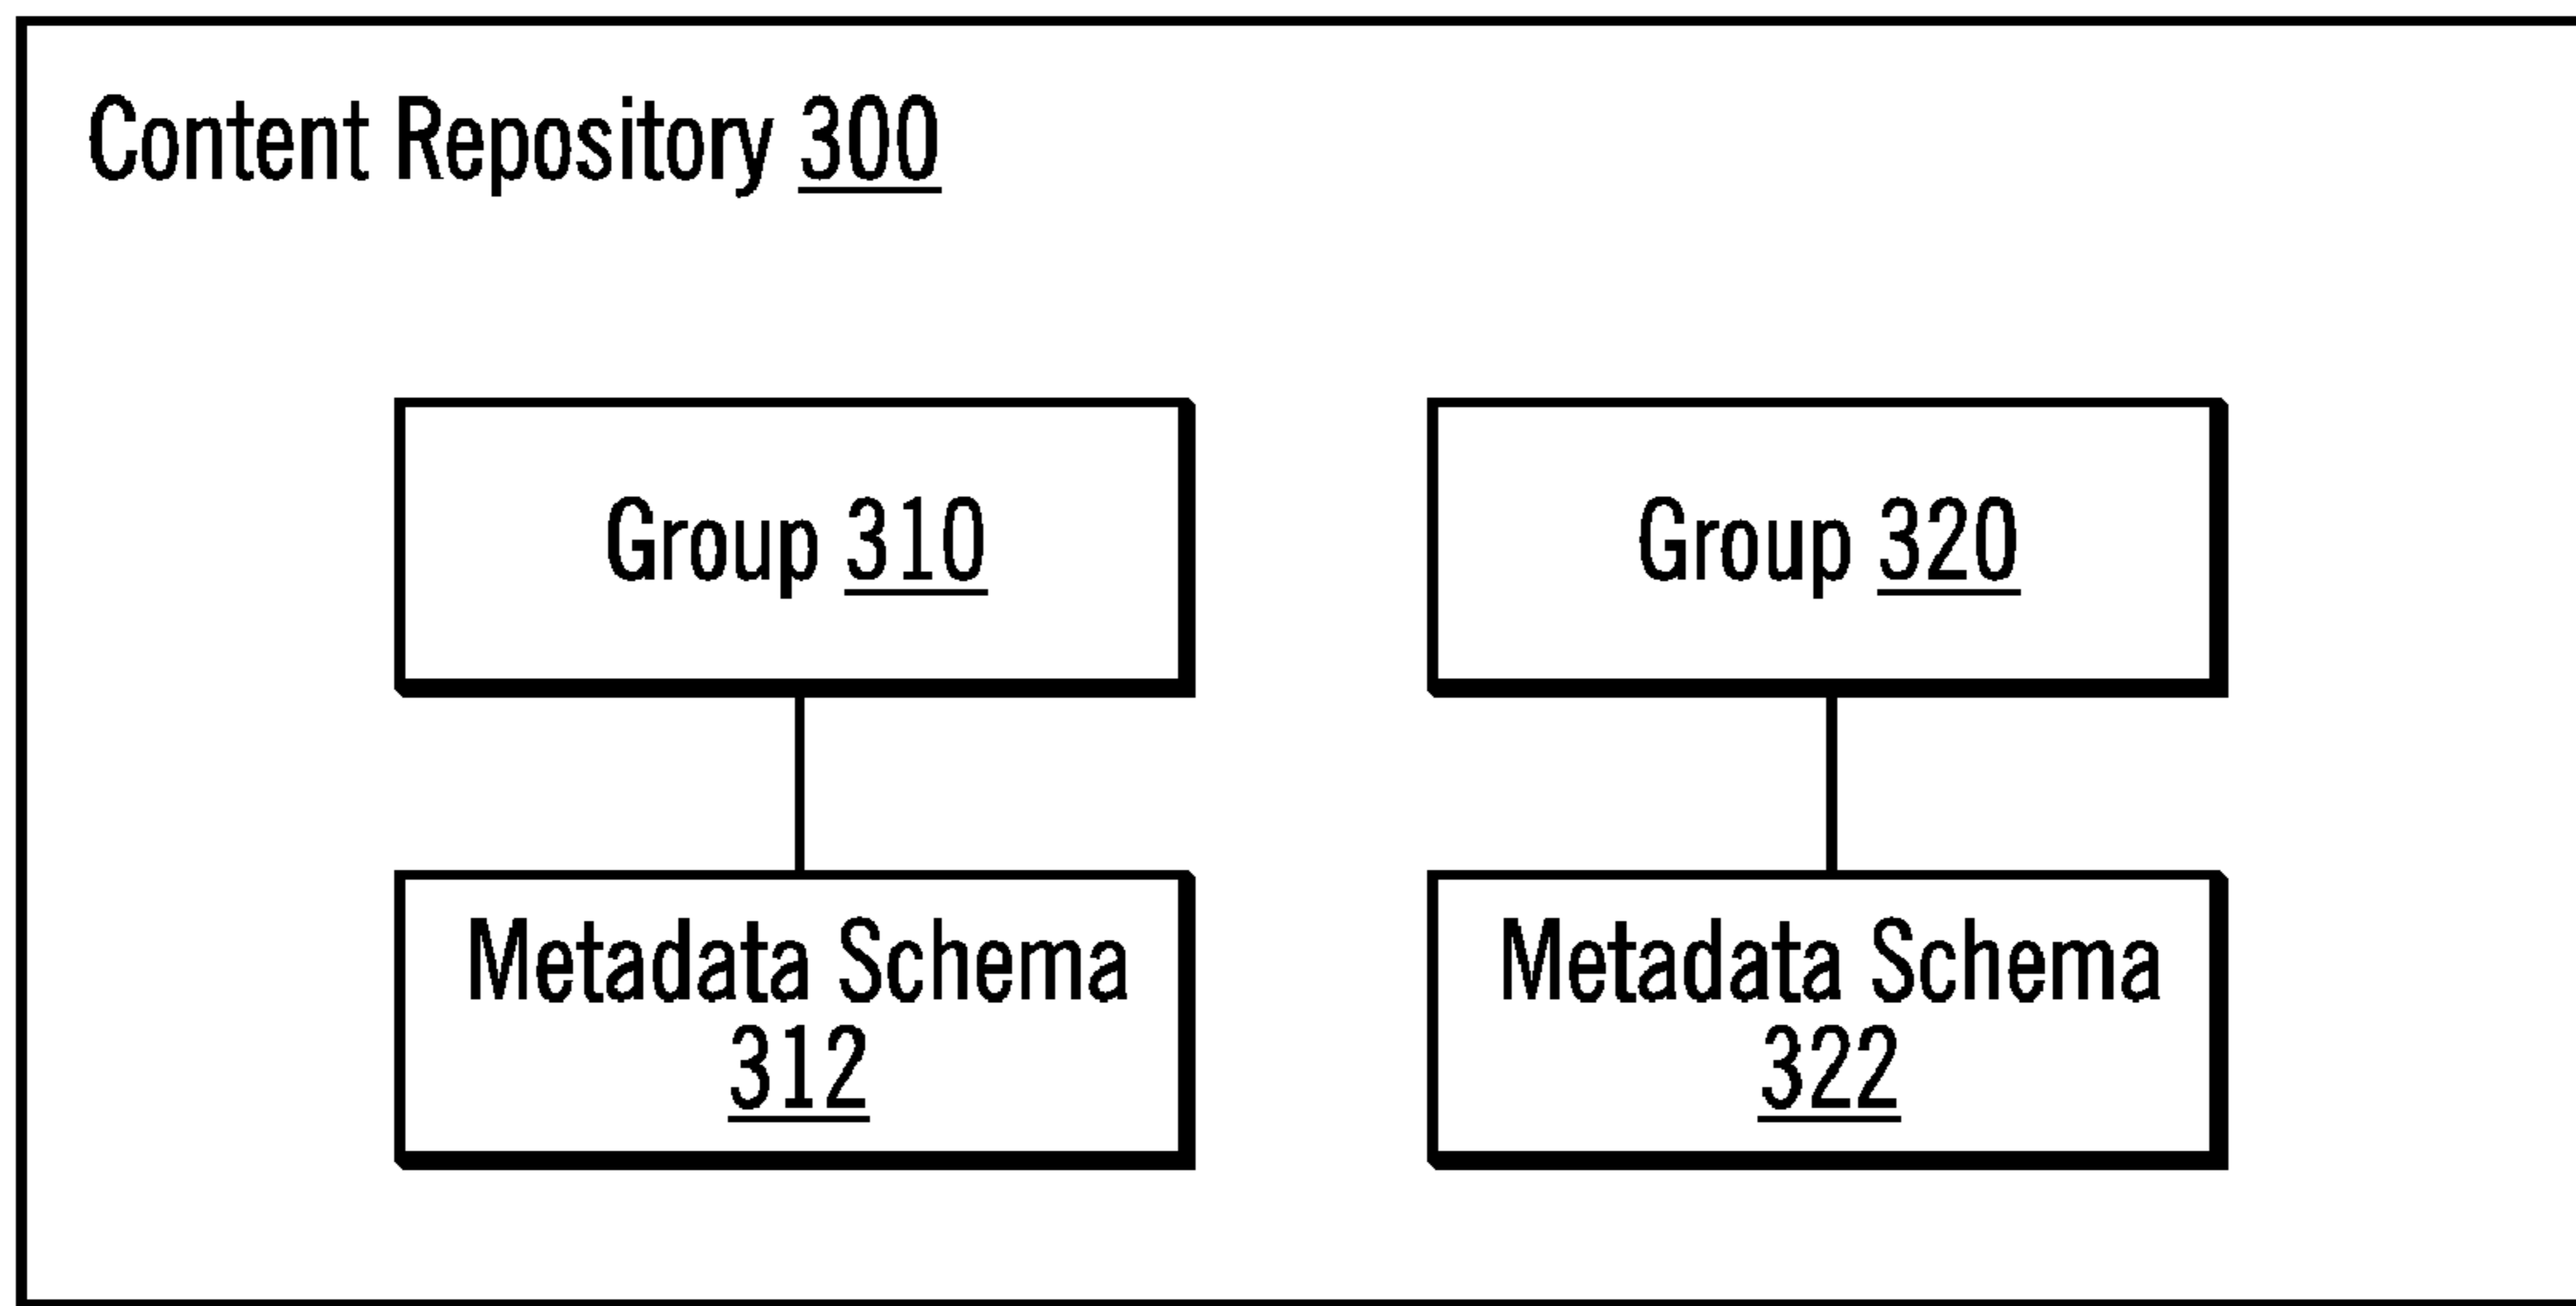 Content Repository 300
Group 310
Group 320
Metadata Schema
312
Metadata Schema
322